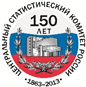 ЦЕНТРАЛЬНЫЙ СТАТИСТИЧЕСКИЙ КОМИТЕТ РОССИИ
150
ЛЕТ
•1863-2013•